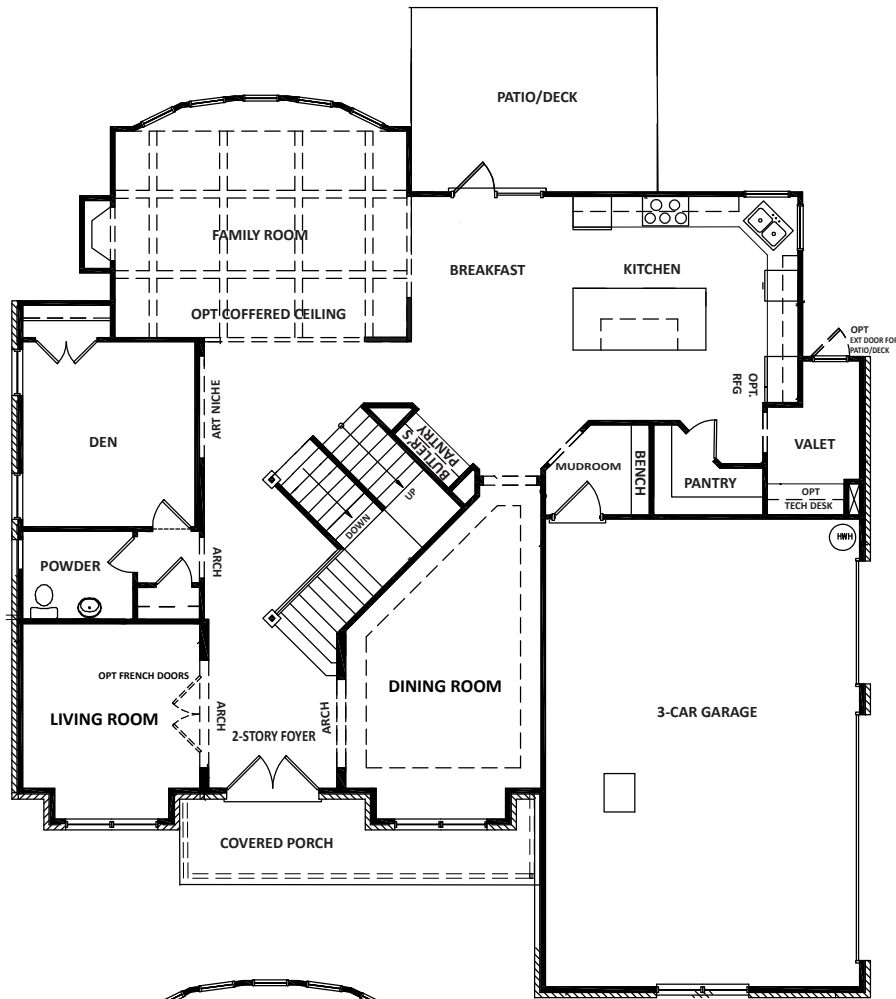 PATIO/DECK
FAMILY ROOM
BREAKFAST
KITCHEN
OPT COFFERED CEILING
OPT
EXT DOOR FOR
PATIO/DECK
OPT.
RFG
ART NICHE
DEN
BUTLER'S
PANTRY
UP
DOWN
MUDROOM
BENCH
PANTRY
VALET
OPT
TECH DESK
HWH
POWDER
ARCH
OPT FRENCH DOORS
LIVING ROOM
ARCH
2-STORY FOYER
ARCH
DINING ROOM
3-CAR GARAGE
COVERED PORCH